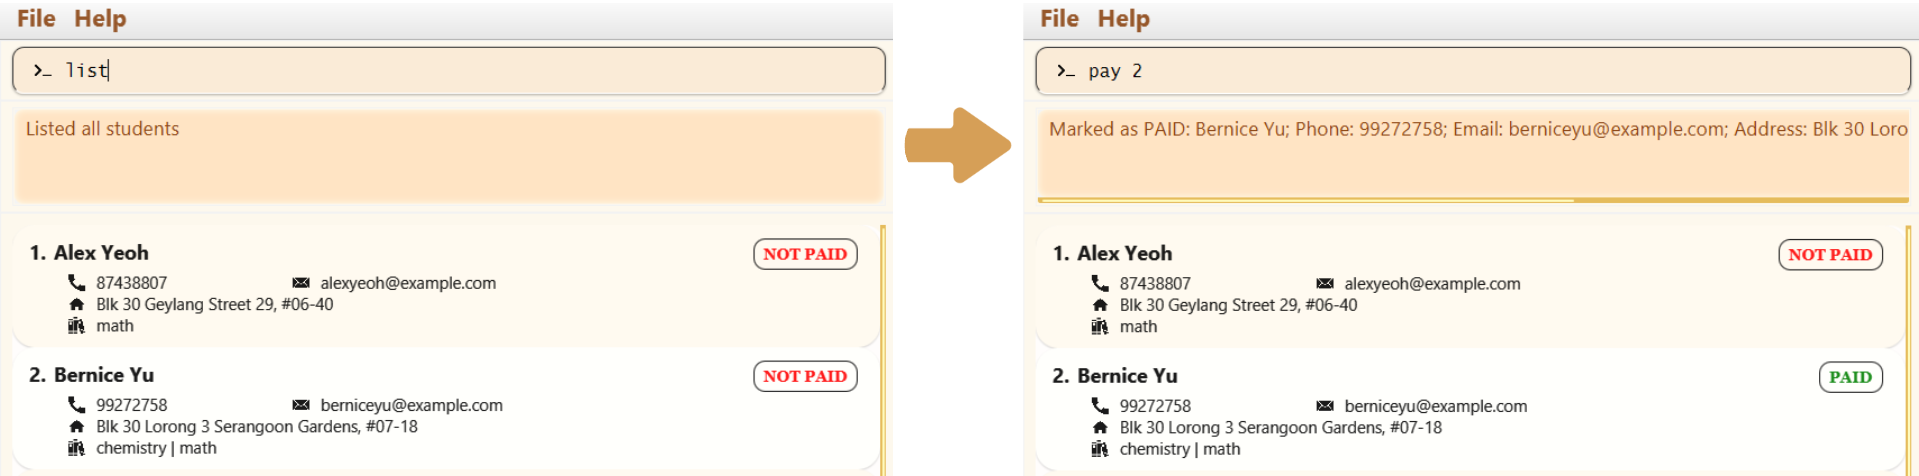 File Help
>_ list
Listed all students
1. Alex Yeoh
NOT PAID
87438807 alexyeoh@example.com
Blk 30 Geylang Street 29, #06-40
math
2. Bernice Yu
NOT PAID
99272758 berniceyu@example.com
Blk 30 Lorong 3 Serangoon Gardens, #07-18
chemistry | math
File Help
>_ pay 2
Marked as PAID: Bernice Yu; Phone: 99272758; Email: berniceyu@example.com; Address: Blk 30 Loro
1. Alex Yeoh
NOT PAID
87438807 alexyeoh@example.com
Blk 30 Geylang Street 29, #06-40
math
2. Bernice Yu
PAID
99272758 berniceyu@example.com
Blk 30 Lorong 3 Serangoon Gardens, #07-18
chemistry | math